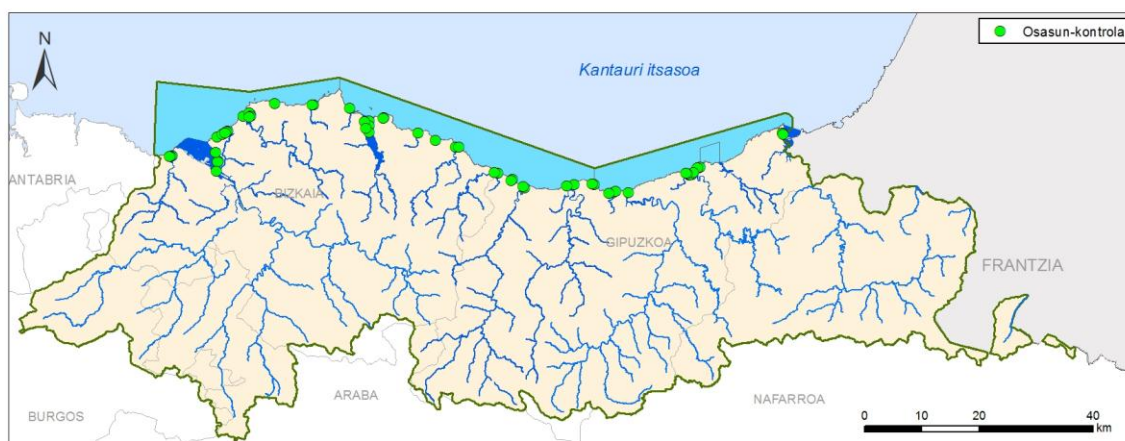 N
Osasun-kontrola
Kantauri itsasoa
ANTABRIA
BIZKAIA
GIPUZKOA
FRANTZIA
ARABA
NAFARROA
BURGOS
0 10 20 40
km